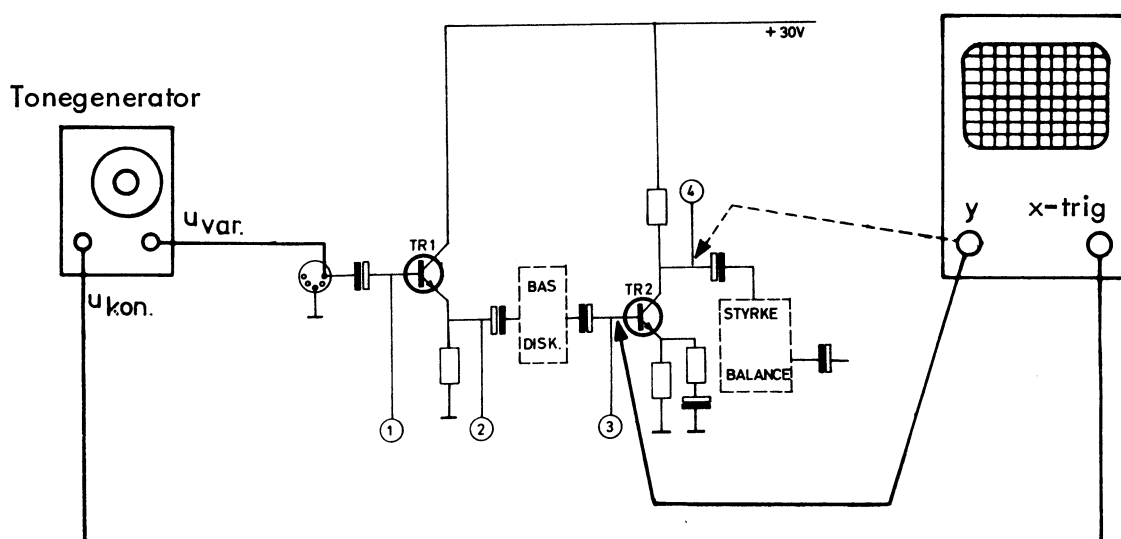 + 30V
Tonegenerator
u var.
u kon.
TR1
BAS
DISK.
TR2
STYRKE
BALANCE
y
x-trig
1
2
3
4